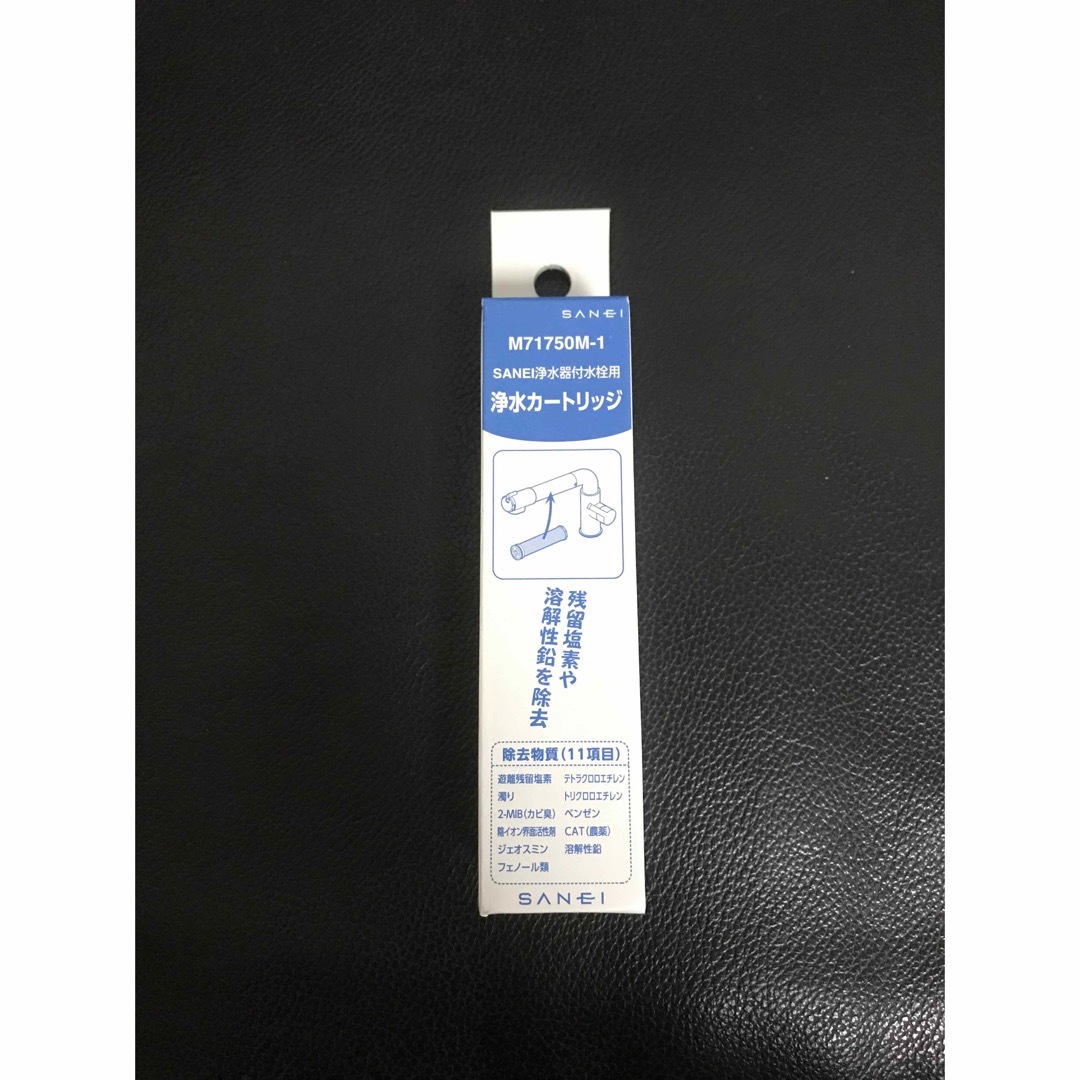 SANEI
M71750M-1
SANEI浄水器付水栓用
浄水カートリッジ
残留塩素や
溶解性鉛を除去
除去物質(11項目)
遊離残留塩素 テトラクロロエチレン
濁り トリクロロエチレン
2-MIB(カビ臭) ベンゼン
陰イオン界面活性剤 CAT(農薬)
ジェオスミン 溶解性鉛
フェノール類
SANEI